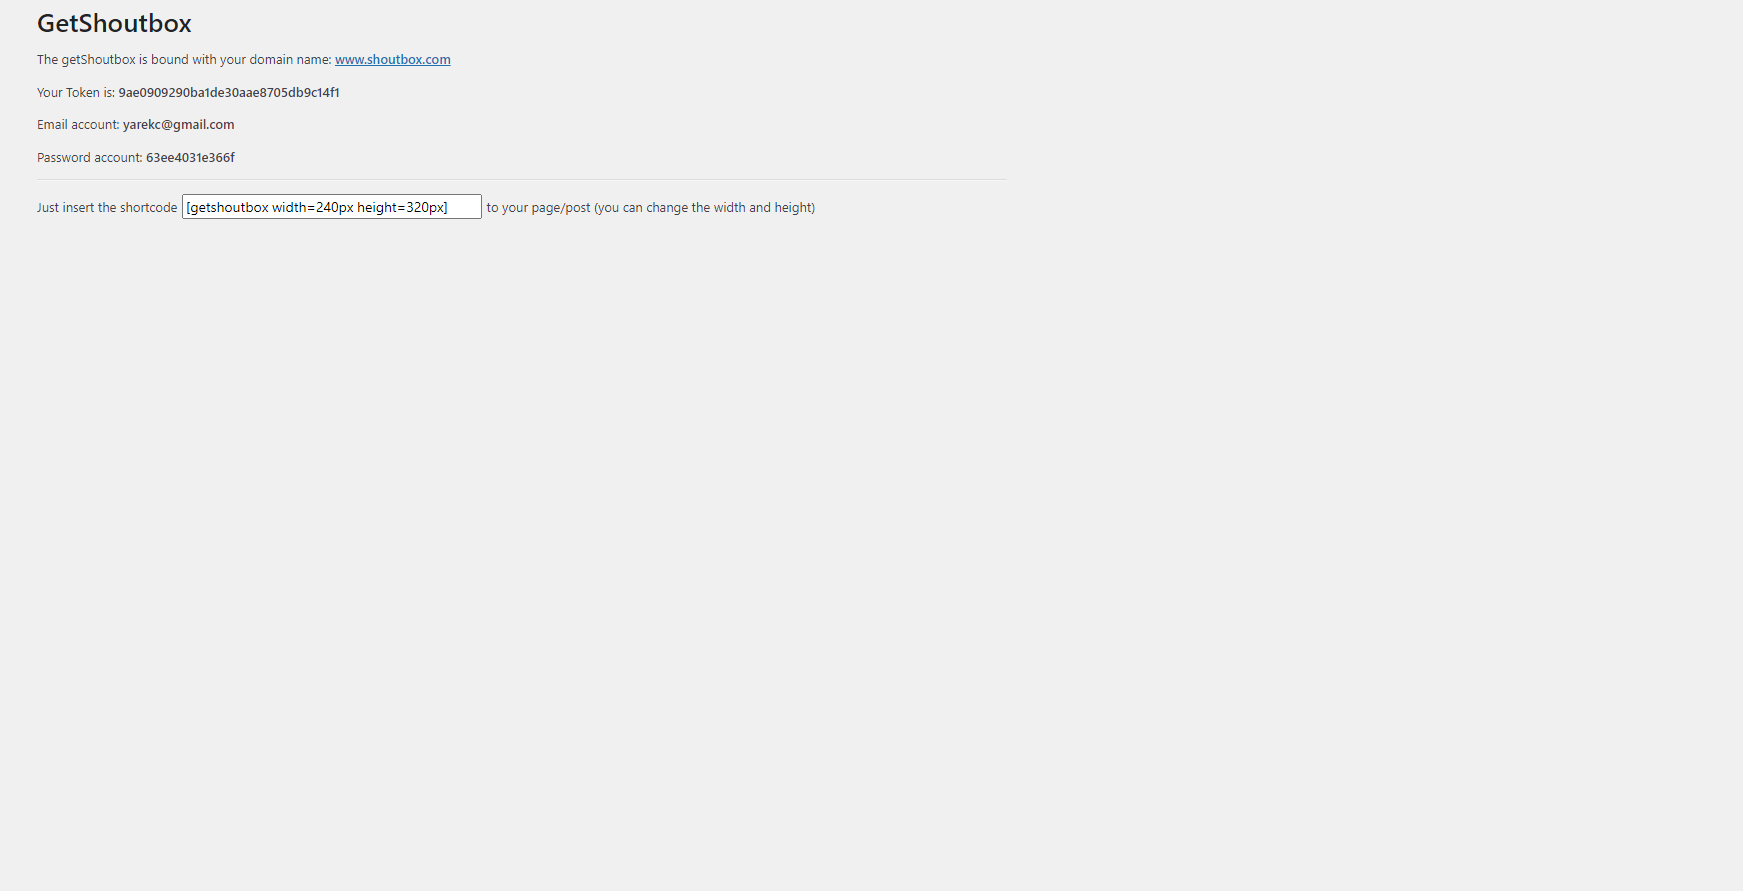 GetShoutbox
The getShoutbox is bound with your domain name: www.shoutbox.com
Your Token is: 9ae0909290ba1de30aae8705db9c14f1
Email account: yarekc@gmail.com
Password account: 63ee4031e366f
Just insert the shortcode [getshoutbox width=240px height=320px] to your page/post (you can change the width and height)